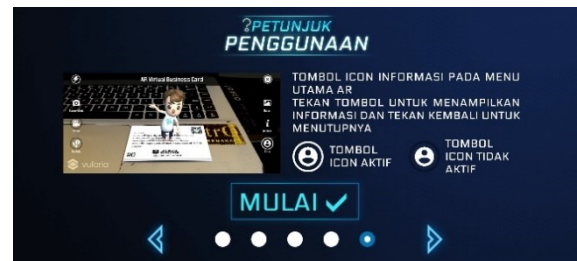 ?PETUNJUK
PENGGUNAAN
AR Virtual Business Card
vuforia
TOMBOL ICON INFORMASI PADA MENU
UTAMA AR
TEKAN TOMBOL UNTUK MENAMPILKAN
INFORMASI DAN TEKAN KEMBALI UNTUK
MENUTUPNYA
TOMBOL
ICON AKTIF
TOMBOL
ICON TIDAK
AKTIF
MULAI